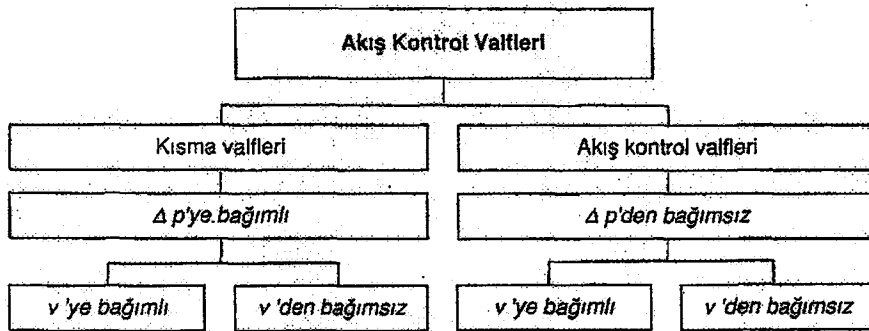 Akış Kontrol Valfleri
Kısma valfleri
Akış kontrol valfleri
Δ p'ye bağımlı
Δ p'den bağımsız
v 'ye bağımlı
v 'den bağımsız
v 'ye bağımlı
v 'den bağımsız